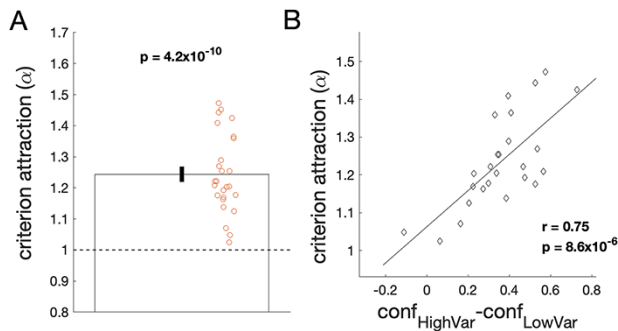 A
criterion attraction (α)
1.7
1.6
1.5
1.4
1.3
1.2
1.1
1
0.9
0.8
p = 4.2x10⁻¹⁰
B
criterion attraction (α)
1.5
1.4
1.3
1.2
1.1
1
r = 0.75
p = 8.6x10⁻⁶
-0.2 0 0.2 0.4 0.6 0.8
conf_HighVar-conf_LowVar